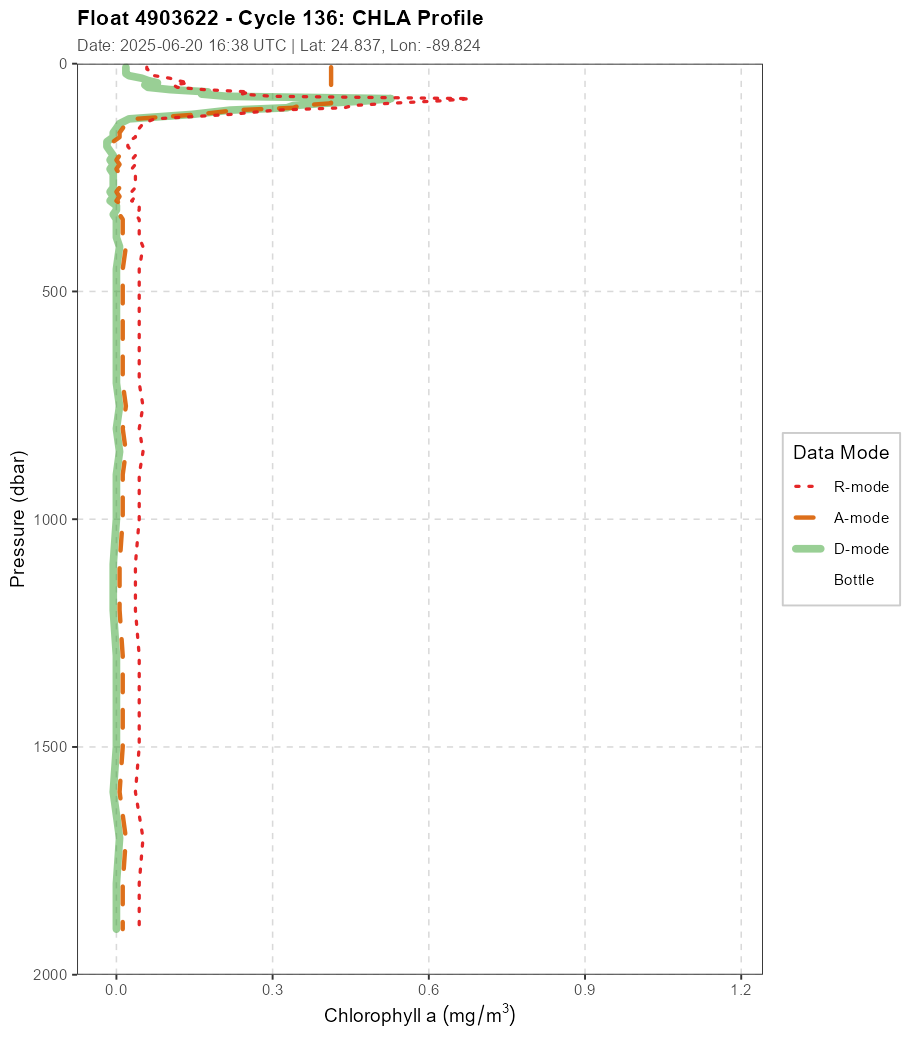 Float 4903622 - Cycle 136: CHLA Profile
Date: 2025-06-20 16:38 UTC | Lat: 24.837, Lon: -89.824
0
500
1000
1500
2000
Pressure (dbar)
0.0 0.3 0.6 0.9 1.2
Chlorophyll a (mg/m³)
Data Mode
R-mode
A-mode
D-mode
Bottle